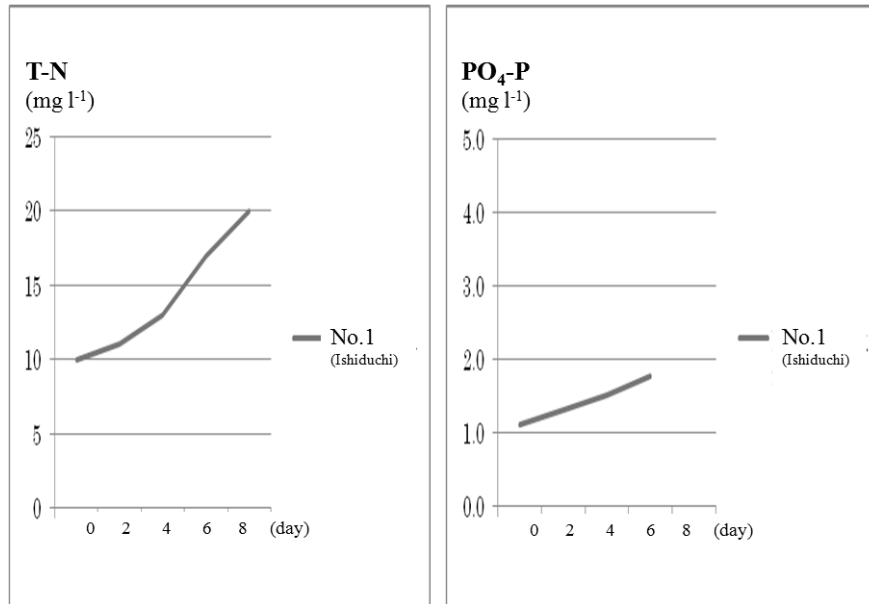 T-N
(mg l-1)
25
20
15
10
5
0
0 2 4 6 8 (day)
No.1
(Ishiduchi)
PO4-P
(mg l-1)
5.0
4.0
3.0
2.0
1.0
0.0
0 2 4 6 8 (day)
No.1
(Ishiduchi)